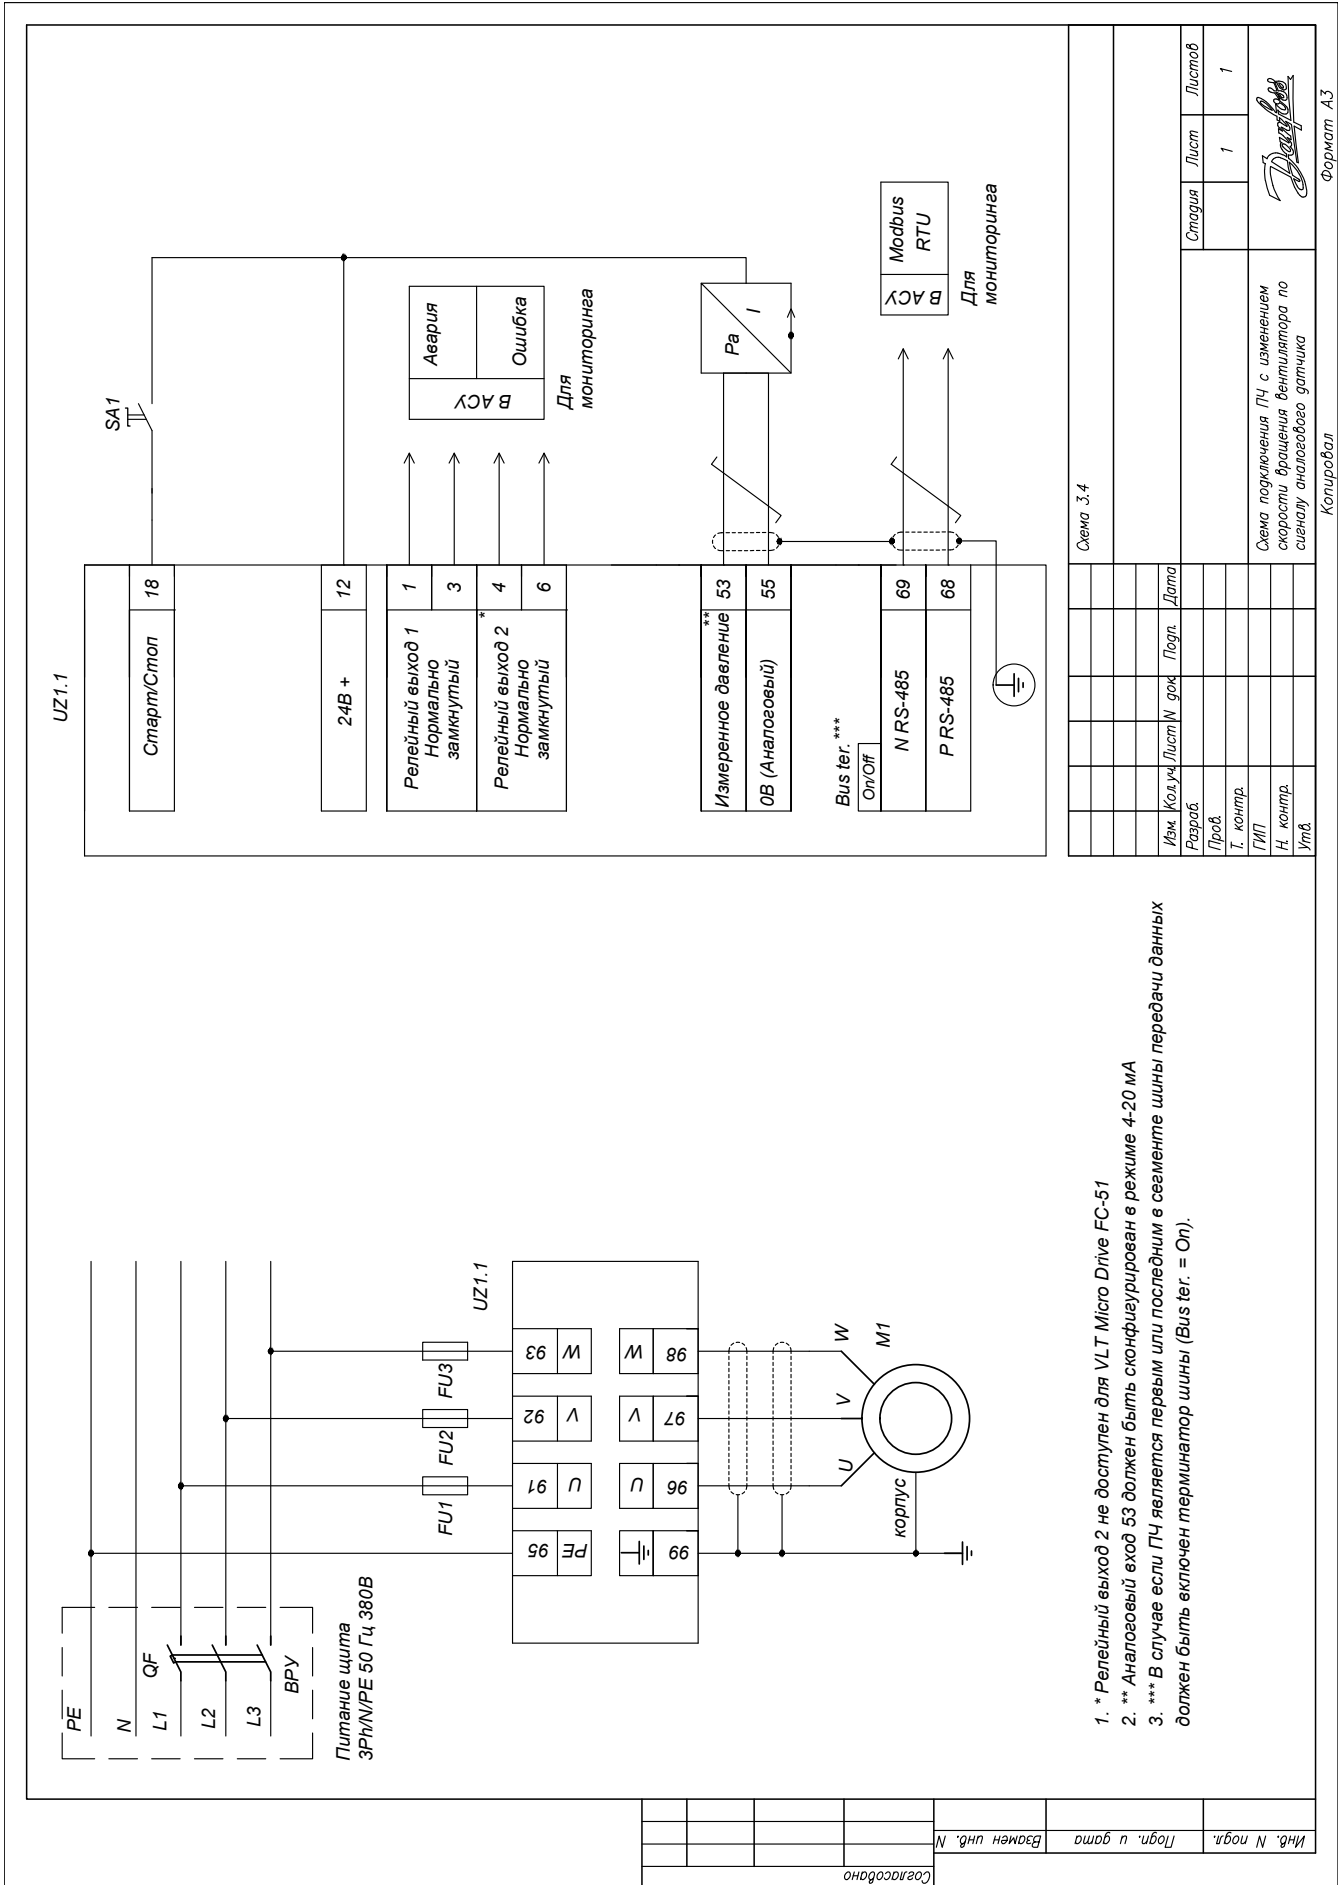 PE
N
L1
L2
L3
QF
ВРУ
Питание щита
3Ph/N/PE 50 Гц 380В
FU1
FU2
FU3
UZ1.1
95
91
92
93
PE
U
V
W
U
V
W
99
96
97
98
U
V
W
корпус
M1
UZ1.1
Старт/Стоп
18
SA1
24В +
12
Релейный выход 1
Нормально
замкнутый
1
3
Релейный выход 2
*
Нормально
замкнутый
4
6
В АСУ
Авария
Ошибка
Для
мониторинга
Измеренное давление
**
53
0В (Аналоговый)
55
Pa
I
Bus ter. ***
On/Off
N RS-485
69
P RS-485
68
В АСУ
Modbus
RTU
Для
мониторинга
1. * Релейный выход 2 не доступен для VLT Micro Drive FC-51
2. ** Аналоговый вход 53 должен быть сконфигурирован в режиме 4-20 мА
3. *** В случае если ПЧ является первым или последним в сегменте шины передачи данных
должен быть включен терминатор шины (Bus ter. = On).
Схема 3.4
Изм. Кол.уч Лист N док Подп. Дата
Разраб.
Пров.
Т. контр.
ГИП
Н. контр.
Утв.
Схема подключения ПЧ с изменением
скорости вращения вентилятора по
сигналу аналогового датчика
Стадия Лист Листов
1 1
Danfoss
Копировал
Формат А3
Согласовано
Взамен инв. N
Подп. и дата
Инв. N подл.